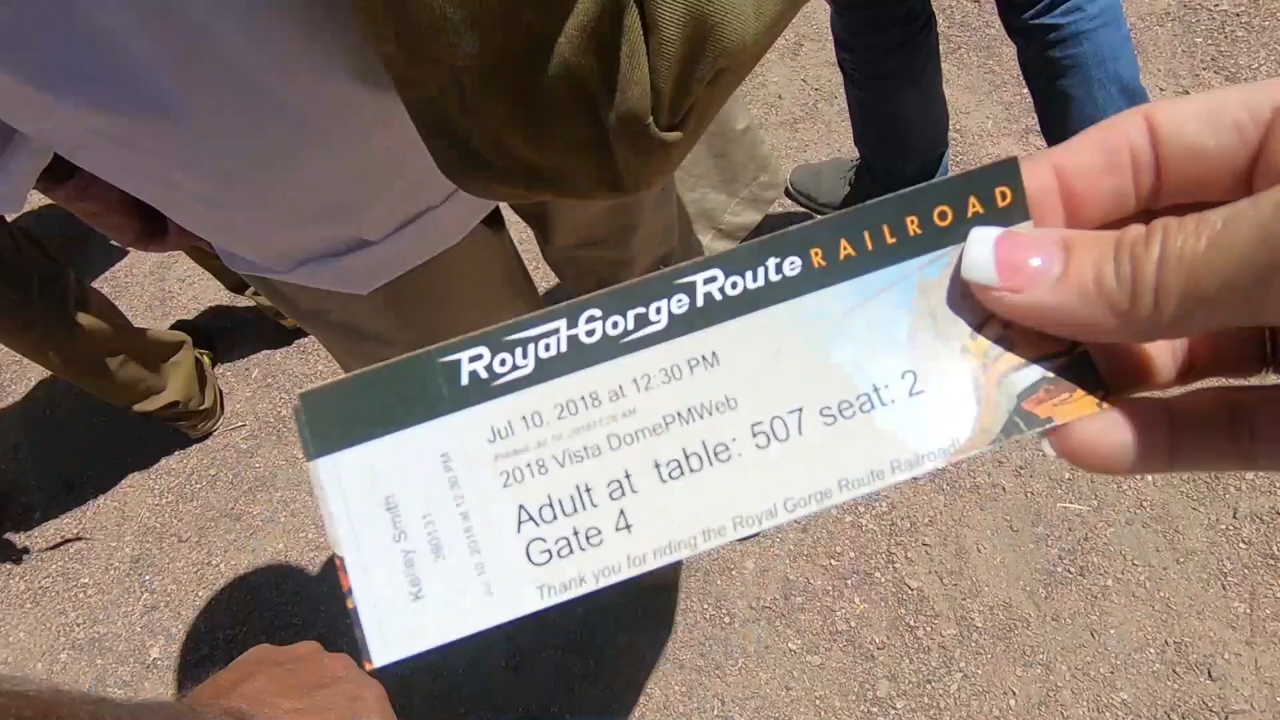 Royal Gorge Route RAILROAD
Jul 10, 2018 at 12:30 PM
2018 Vista DomePMWeb
Adult at table: 507 seat: 2
Gate 4
Thank you for riding the Royal Gorge Route Railroad!
Kelley Smith
Jul 10, 2018 at 12:30 PM